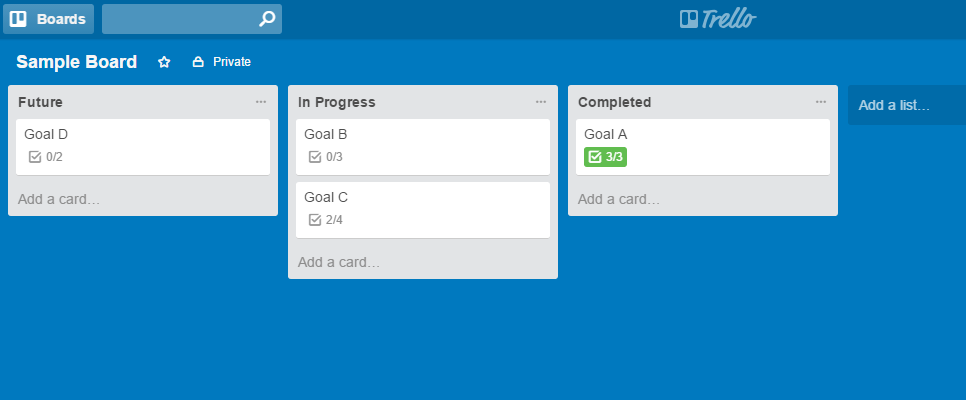 Boards
Trello
Sample Board
Private
Future
Goal D
0/2
Add a card…
In Progress
Goal B
0/3
Goal C
2/4
Add a card…
Completed
Goal A
3/3
Add a card…
Add a list…